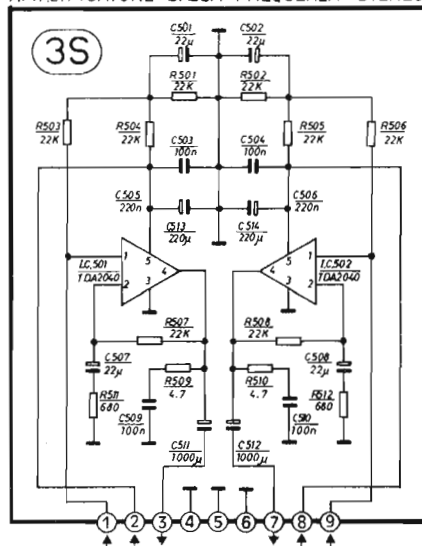 3S
C501 C502
22µ 22µ
R501 R502
22K 22K
R503 R504 R505 R506
22K 22K 22K 22K
C503 C504
100n 100n
C505 C506
220n 220n
C513 C514
220µ 220µ
1 5 5 1
I.C.501 4 4 I.C.502
TDA2040 TDA2040
2 3 3 2
R507 R508
22K 22K
C507 C508
22µ 22µ
R509 R510
4.7 4.7
R511 R512
680 680
C509 C510
100n 100n
C511 C512
1000µ 1000µ
1 2 3 4 5 6 7 8 9